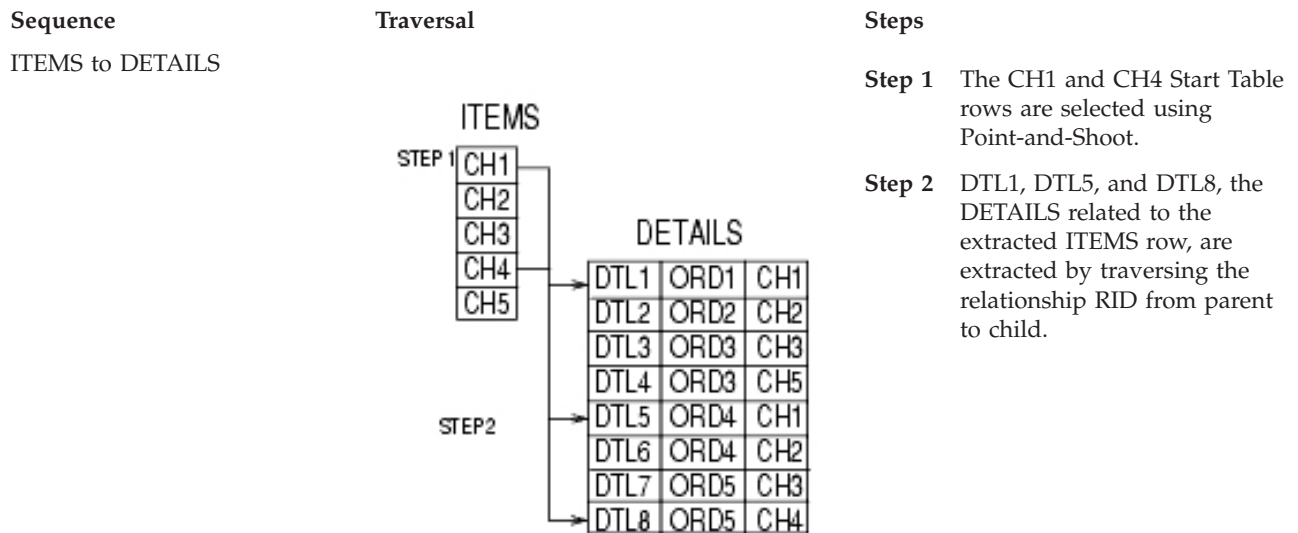 Sequence
Traversal
Steps
ITEMS to DETAILS
ITEMS
STEP 1
CH1
CH2
CH3
CH4
CH5
STEP2
DETAILS
DTL1 ORD1 CH1
DTL2 ORD2 CH2
DTL3 ORD3 CH3
DTL4 ORD3 CH5
DTL5 ORD4 CH1
DTL6 ORD4 CH2
DTL7 ORD5 CH3
DTL8 ORD5 CH4
Step 1 The CH1 and CH4 Start Table
rows are selected using
Point-and-Shoot.
Step 2 DTL1, DTL5, and DTL8, the
DETAILS related to the
extracted ITEMS row, are
extracted by traversing the
relationship RID from parent
to child.